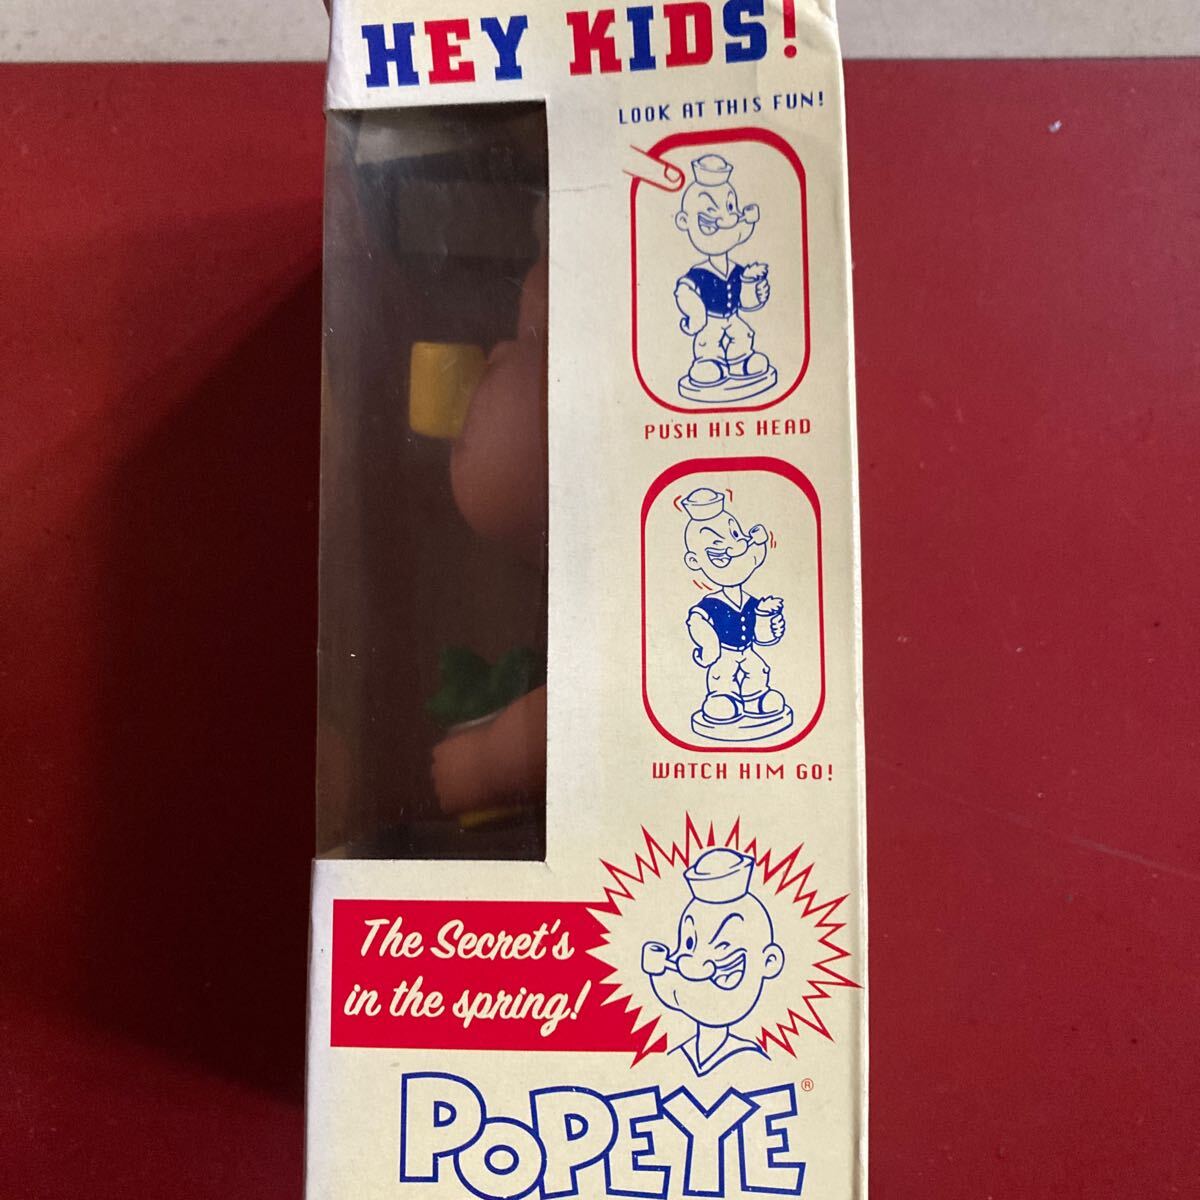 HEY KIDS!
LOOK AT THIS FUN!
PUSH HIS HEAD
WATCH HIM GO!
The Secret's
in the spring!
POPEYE®